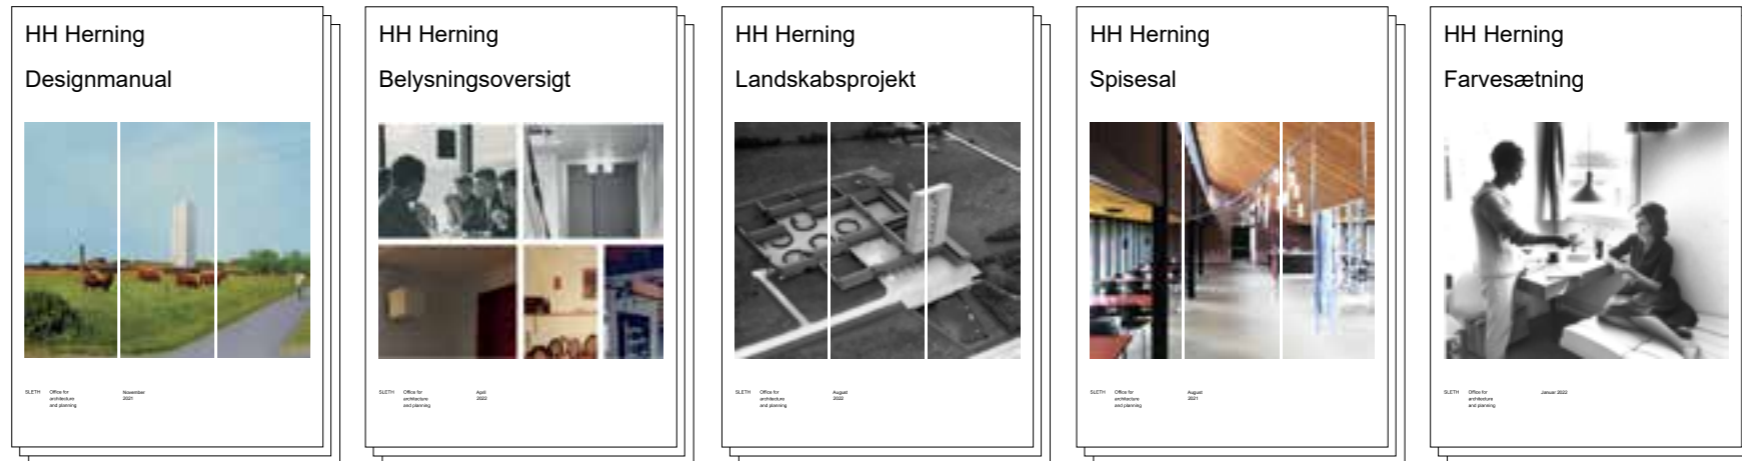 HH Herning
Designmanual
SLETH
Office for
architecture
and planning
November
2021
HH Herning
Belysningsoversigt
SLETH
Office for
architecture
and planning
April
2022
HH Herning
Landskabsprojekt
SLETH
Office for
architecture
and planning
August
2022
HH Herning
Spisesal
SLETH
Office for
architecture
and planning
August
2021
HH Herning
Farvesætning
SLETH
Office for
architecture
and planning
Januar 2022